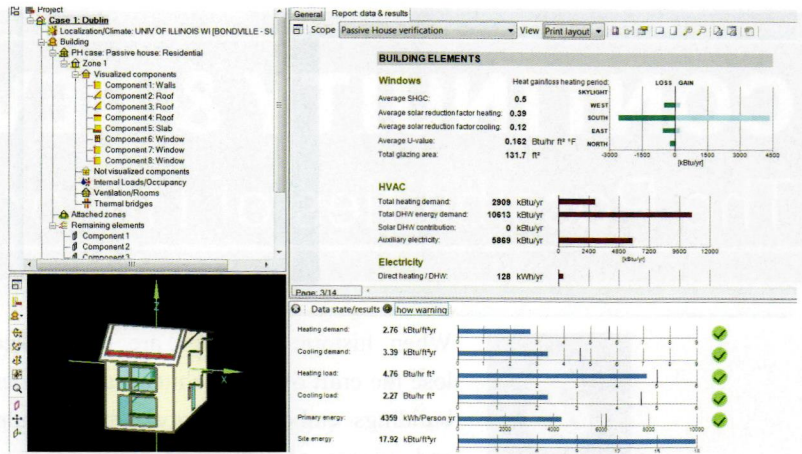 Project
Case 1: Dublin
Localization/Climate: UNIV OF ILLINOIS WI [BONDVILLE - SU
Building
PH case: Passive house: Residential
Zone 1
Visualized components
Component 1: Walls
Component 2: Roof
Component 3: Roof
Component 4: Roof
Component 5: Slab
Component 6: Window
Component 7: Window
Component 8: Window
Not visualized components
Internal Loads/Occupancy
Ventilation/Rooms
Thermal bridges
Attached zones
Remaining elements
Component 1
Component 2
Component 3
Z
X
General Report: data & results
Scope Passive House verification View Print layout
BUILDING ELEMENTS
Windows Heat gain/loss heating period: LOSS GAIN
SKYLIGHT
Average SHGC: 0.5 WEST
Average solar reduction factor heating: 0.39 SOUTH
Average solar reduction factor cooling: 0.12 EAST
Average U-value: 0.162 Btu/hr ft² °F NORTH
Total glazing area: 131.7 ft² -3000 -1500 0 1500 3000 4500
[kBtu/yr]
HVAC
Total heating demand: 2909 kBtu/yr
Total DHW energy demand: 10613 kBtu/yr
Solar DHW contribution: 0 kBtu/yr
Auxiliary electricity: 5869 kBtu/yr
0 2400 4800 7200 9600 12000
[kBtu/yr]
Electricity
Direct heating / DHW: 128 kWh/yr
Page: 3/14
Data state/results how warning
Heating demand: 2.76 kBtu/ft²yr
Cooling demand: 3.39 kBtu/ft²yr
Heating load: 4.76 Btu/hr ft²
Cooling load: 2.27 Btu/hr ft²
Primary energy: 4359 kWh/Person yr
2000 4000 6000 8000 10000
Site energy: 17.92 kBtu/ft²yr